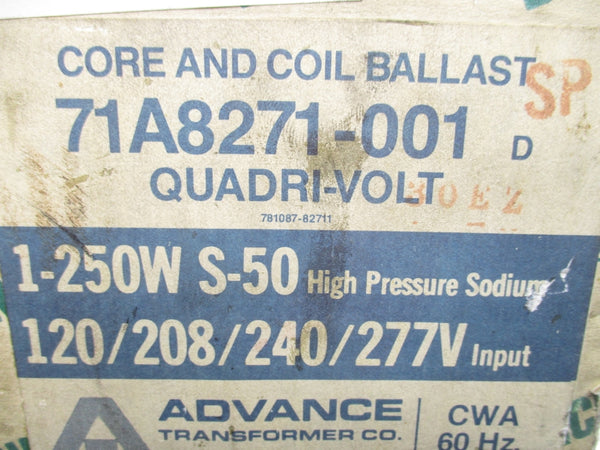 CORE AND COIL BALLAST
SP
71A8271-001 D
QUADRI-VOLT
781087-82711
1-250W S-50 High Pressure Sodium
120/208/240/277V Input
ADVANCE
TRANSFORMER CO.
CWA
60 Hz.